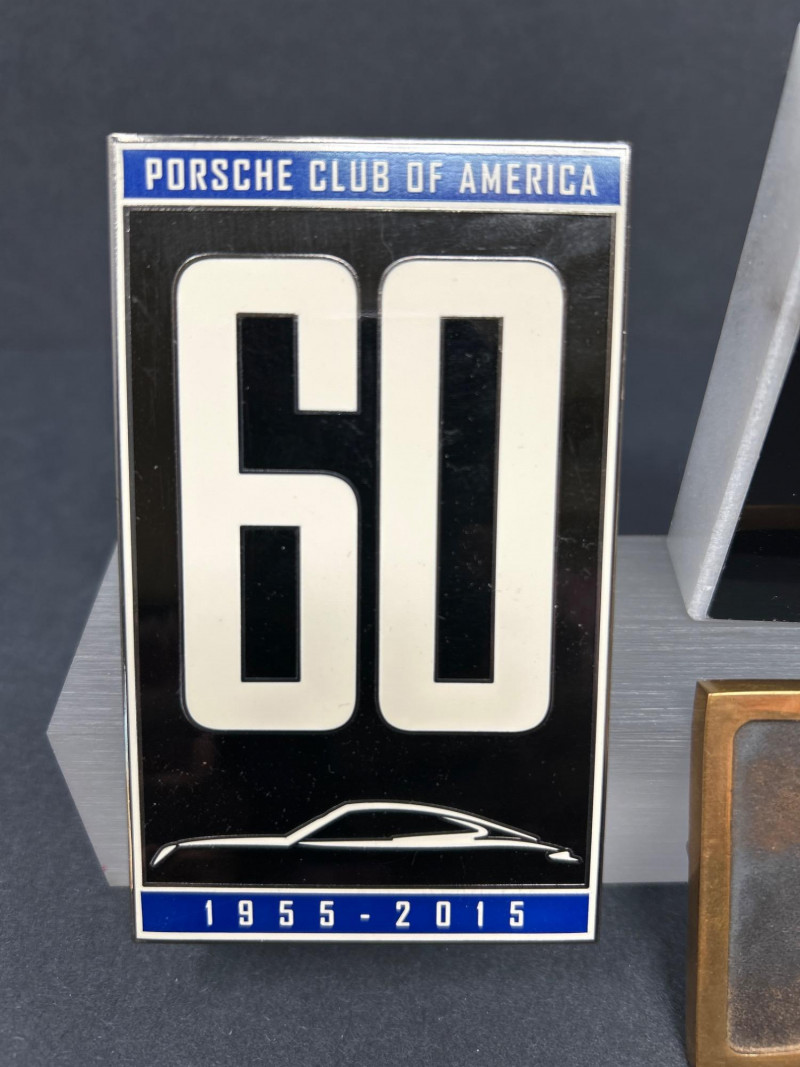 PORSCHE CLUB OF AMERICA
60
1955-2015